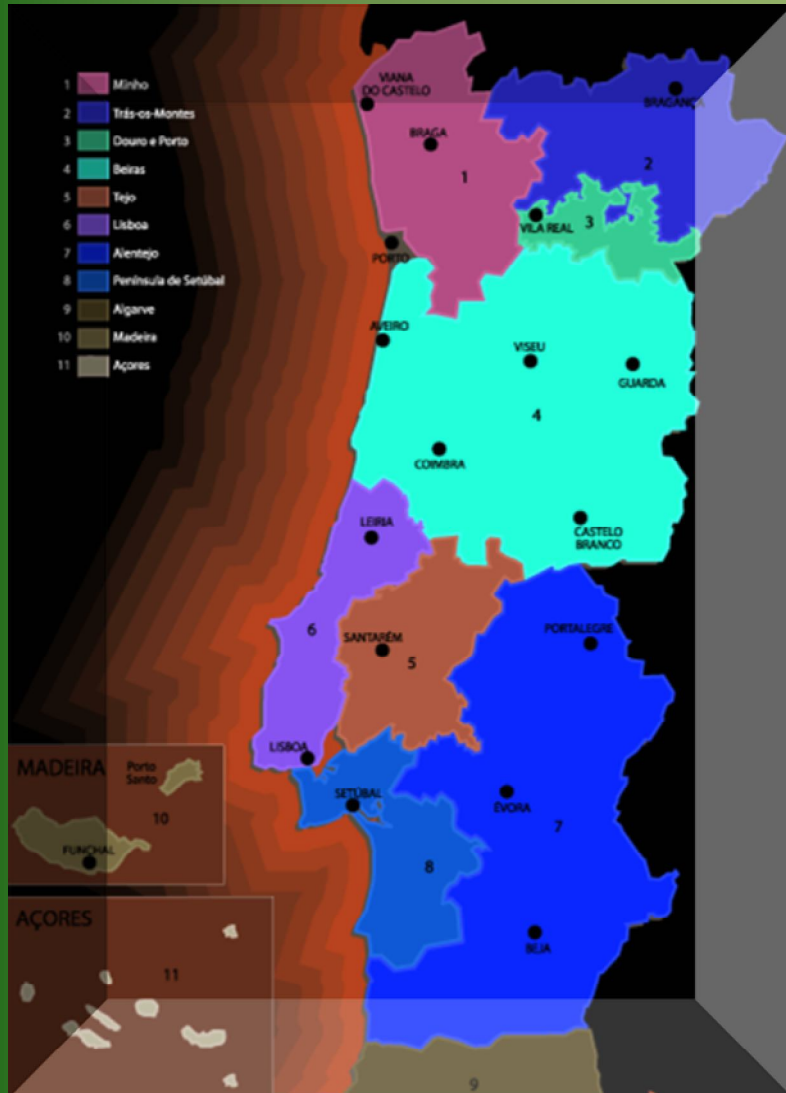 1 Minho
2 Trás-os-Montes
3 Douro e Porto
4 Beiras
5 Tejo
6 Lisboa
7 Alentejo
8 Península de Setúbal
9 Algarve
10 Madeira
11 Açores
VIANA
DO CASTELO
BRAGANÇA
BRAGA
1
2
VILA REAL
3
PORTO
AVEIRO
VISEU
GUARDA
4
COIMBRA
LEIRIA
CASTELO
BRANCO
6
SANTARÉM
5
PORTALEGRE
LISBOA
SETÚBAL
ÉVORA
7
8
BEJA
9
MADEIRA
Porto
Santo
10
FUNCHAL
AÇORES
11